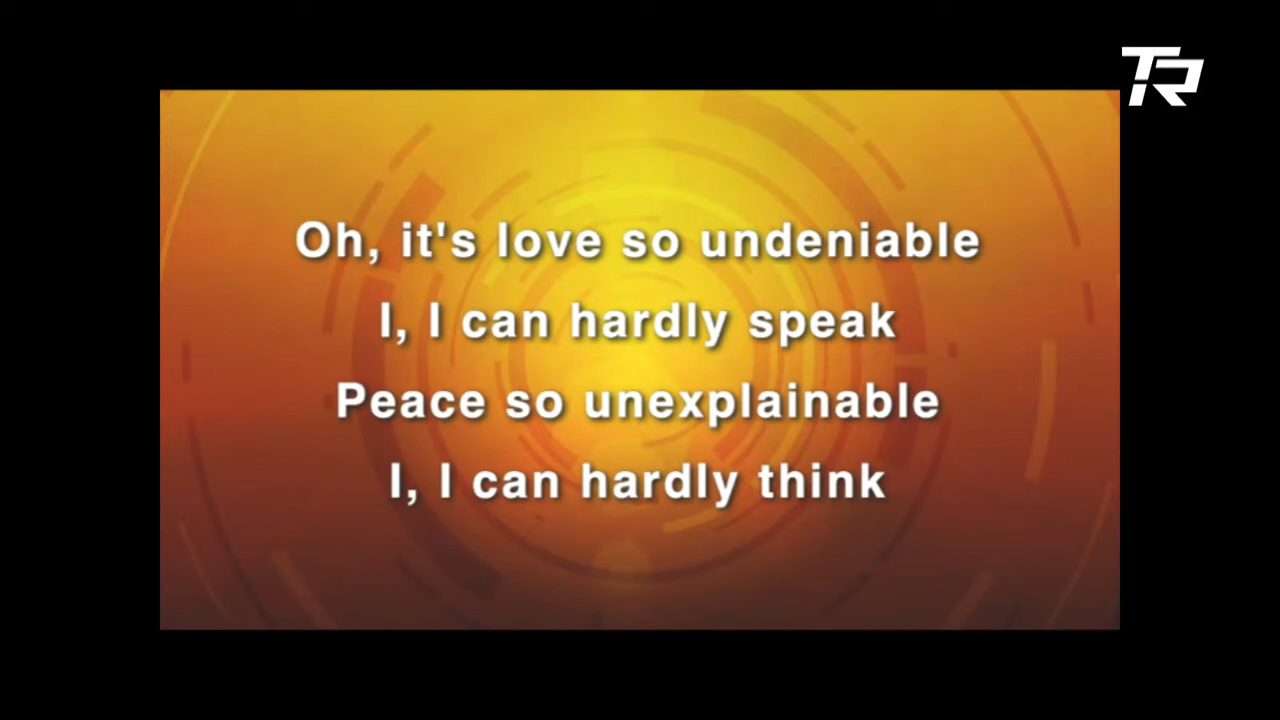 TR
Oh, it's love so undeniable
I, I can hardly speak
Peace so unexplainable
I, I can hardly think